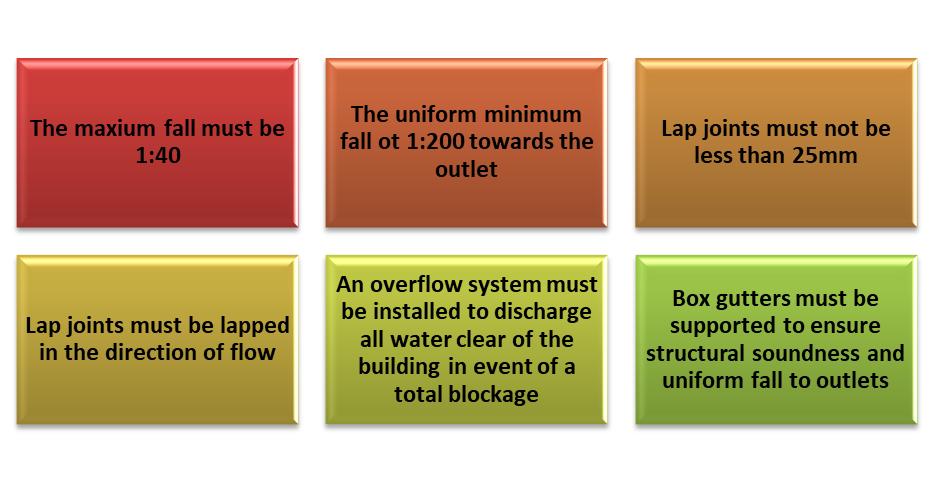 The maxium fall must be
1:40
The uniform minimum
fall ot 1:200 towards the
outlet
Lap joints must not be
less than 25mm
Lap joints must be lapped
in the direction of flow
An overflow system must
be installed to discharge
all water clear of the
building in event of a
total blockage
Box gutters must be
supported to ensure
structural soundness and
uniform fall to outlets